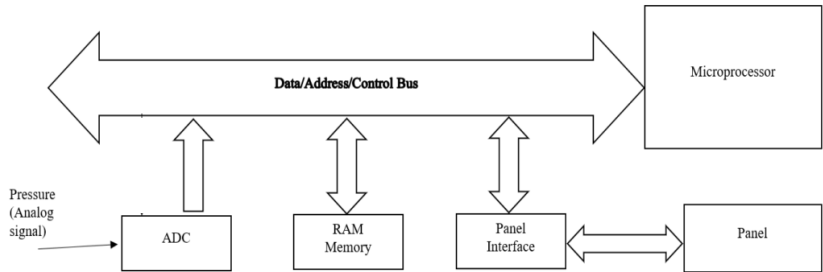 Data/Address/Control Bus
Microprocessor
Pressure
(Analog
signal)
ADC
RAM
Memory
Panel
Interface
Panel